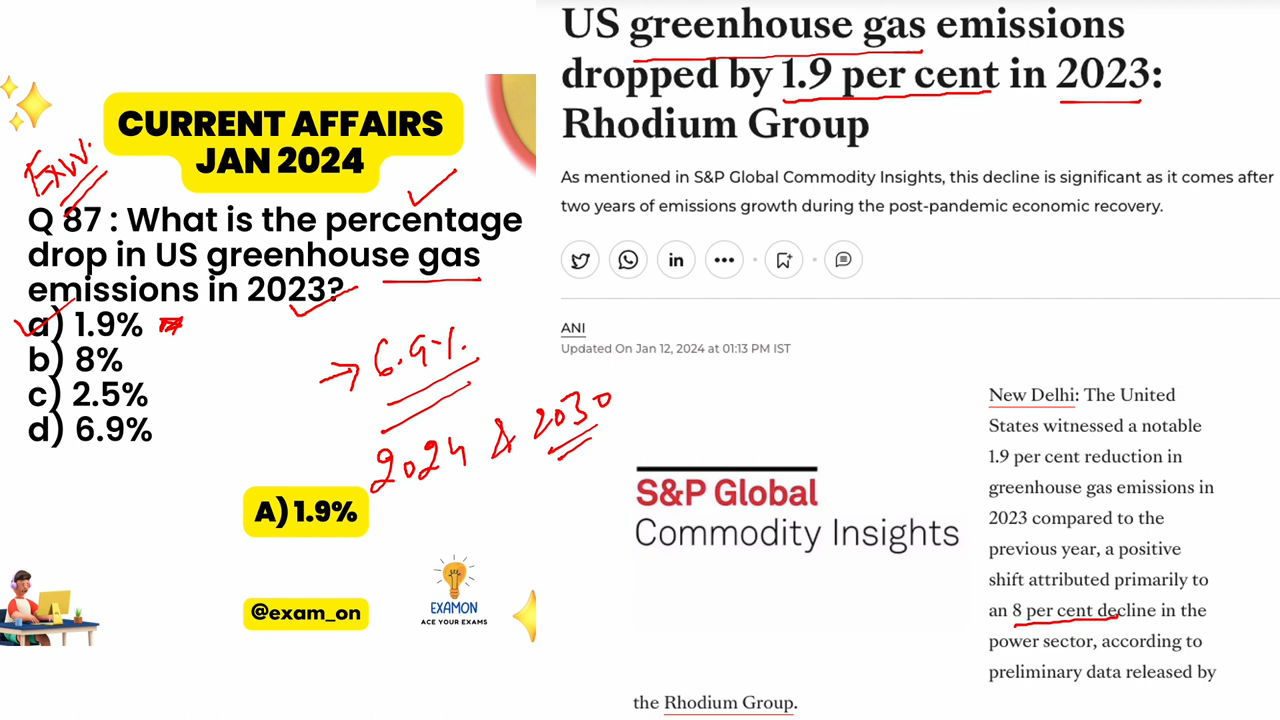 CURRENT AFFAIRS
JAN 2024
Q 87 : What is the percentage
drop in US greenhouse gas
emissions in 2023?
a) 1.9%
b) 8%
c) 2.5%
d) 6.9%
→ 6.9%.
2024 & 2030
A) 1.9%
@exam_on
EXAMON
ACE YOUR EXAMS
US greenhouse gas emissions
dropped by 1.9 per cent in 2023:
Rhodium Group
As mentioned in S&P Global Commodity Insights, this decline is significant as it comes after
two years of emissions growth during the post-pandemic economic recovery.
ANI
Updated On Jan 12, 2024 at 01:13 PM IST
S&P Global
Commodity Insights
New Delhi: The United
States witnessed a notable
1.9 per cent reduction in
greenhouse gas emissions in
2023 compared to the
previous year, a positive
shift attributed primarily to
an 8 per cent decline in the
power sector, according to
preliminary data released by
the Rhodium Group.